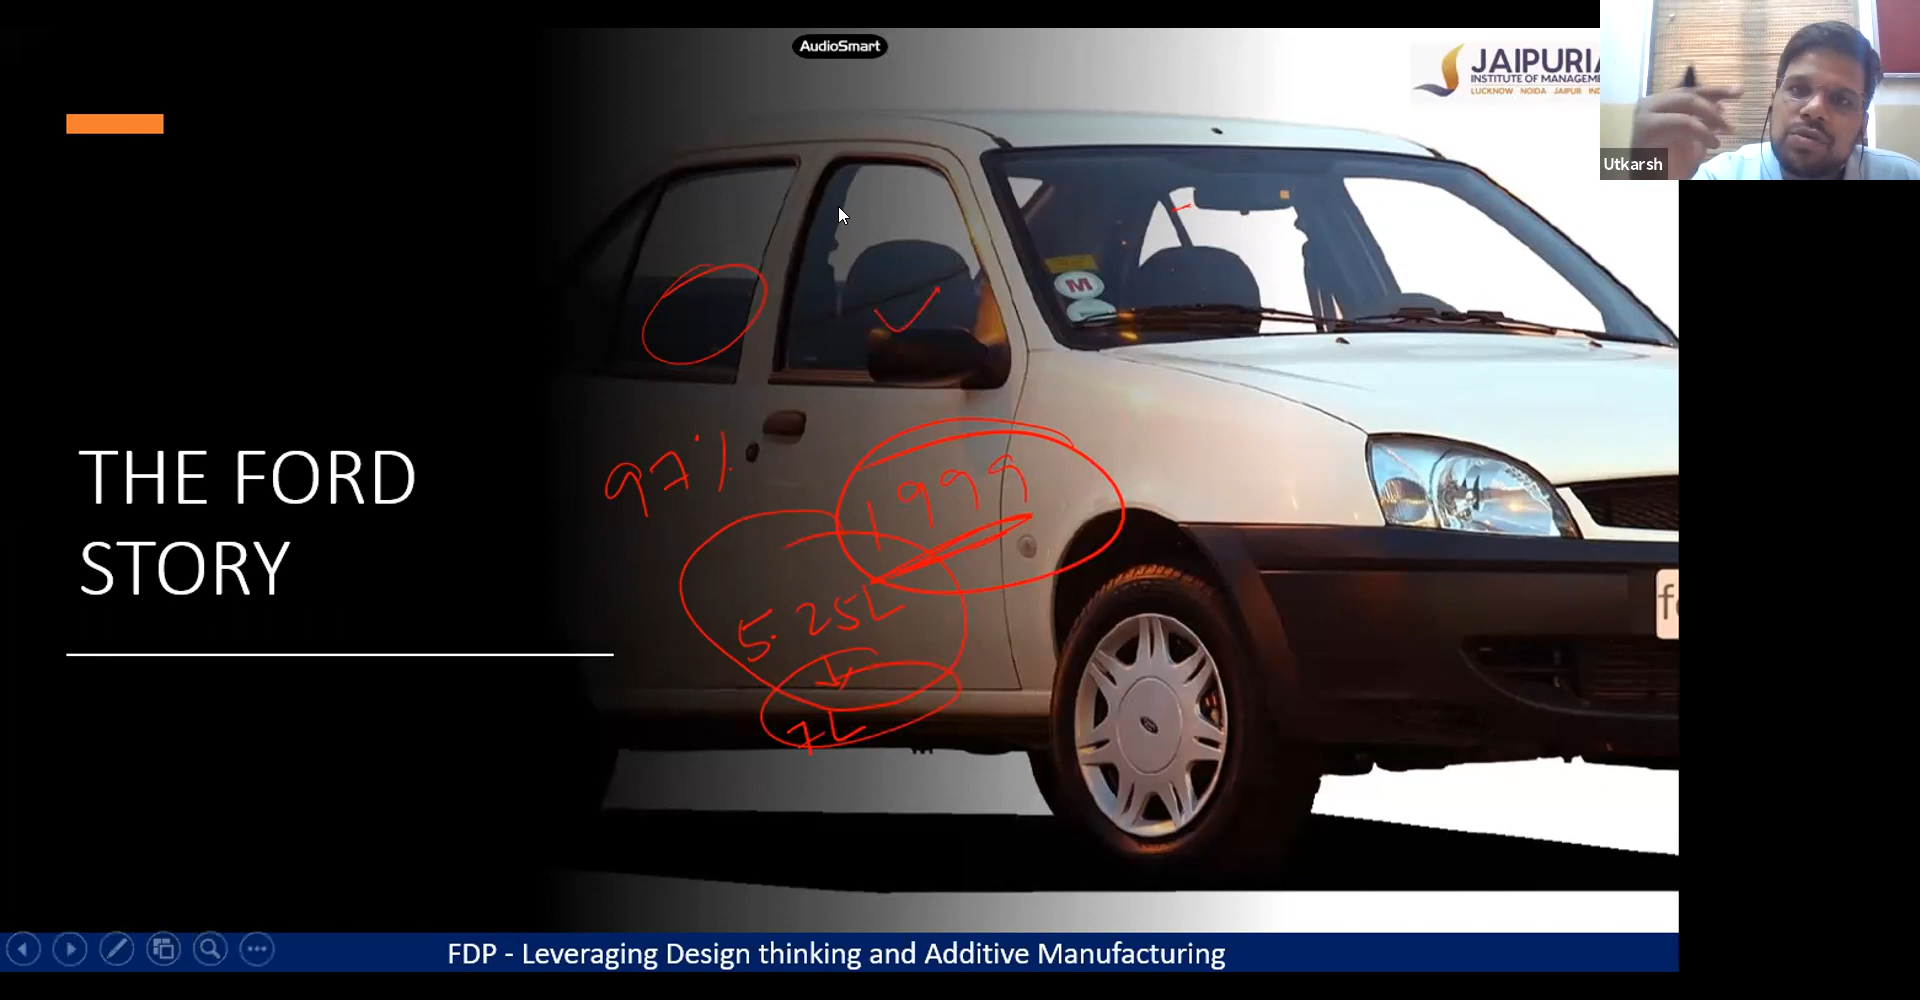 AudioSmart
JAIPURIA
INSTITUTE OF MANAGEME
LUCKNOW NOIDA JAIPUR IND
Utkarsh
M
THE FORD
STORY
97%
1999
5.25L
7L
FDP - Leveraging Design thinking and Additive Manufacturing